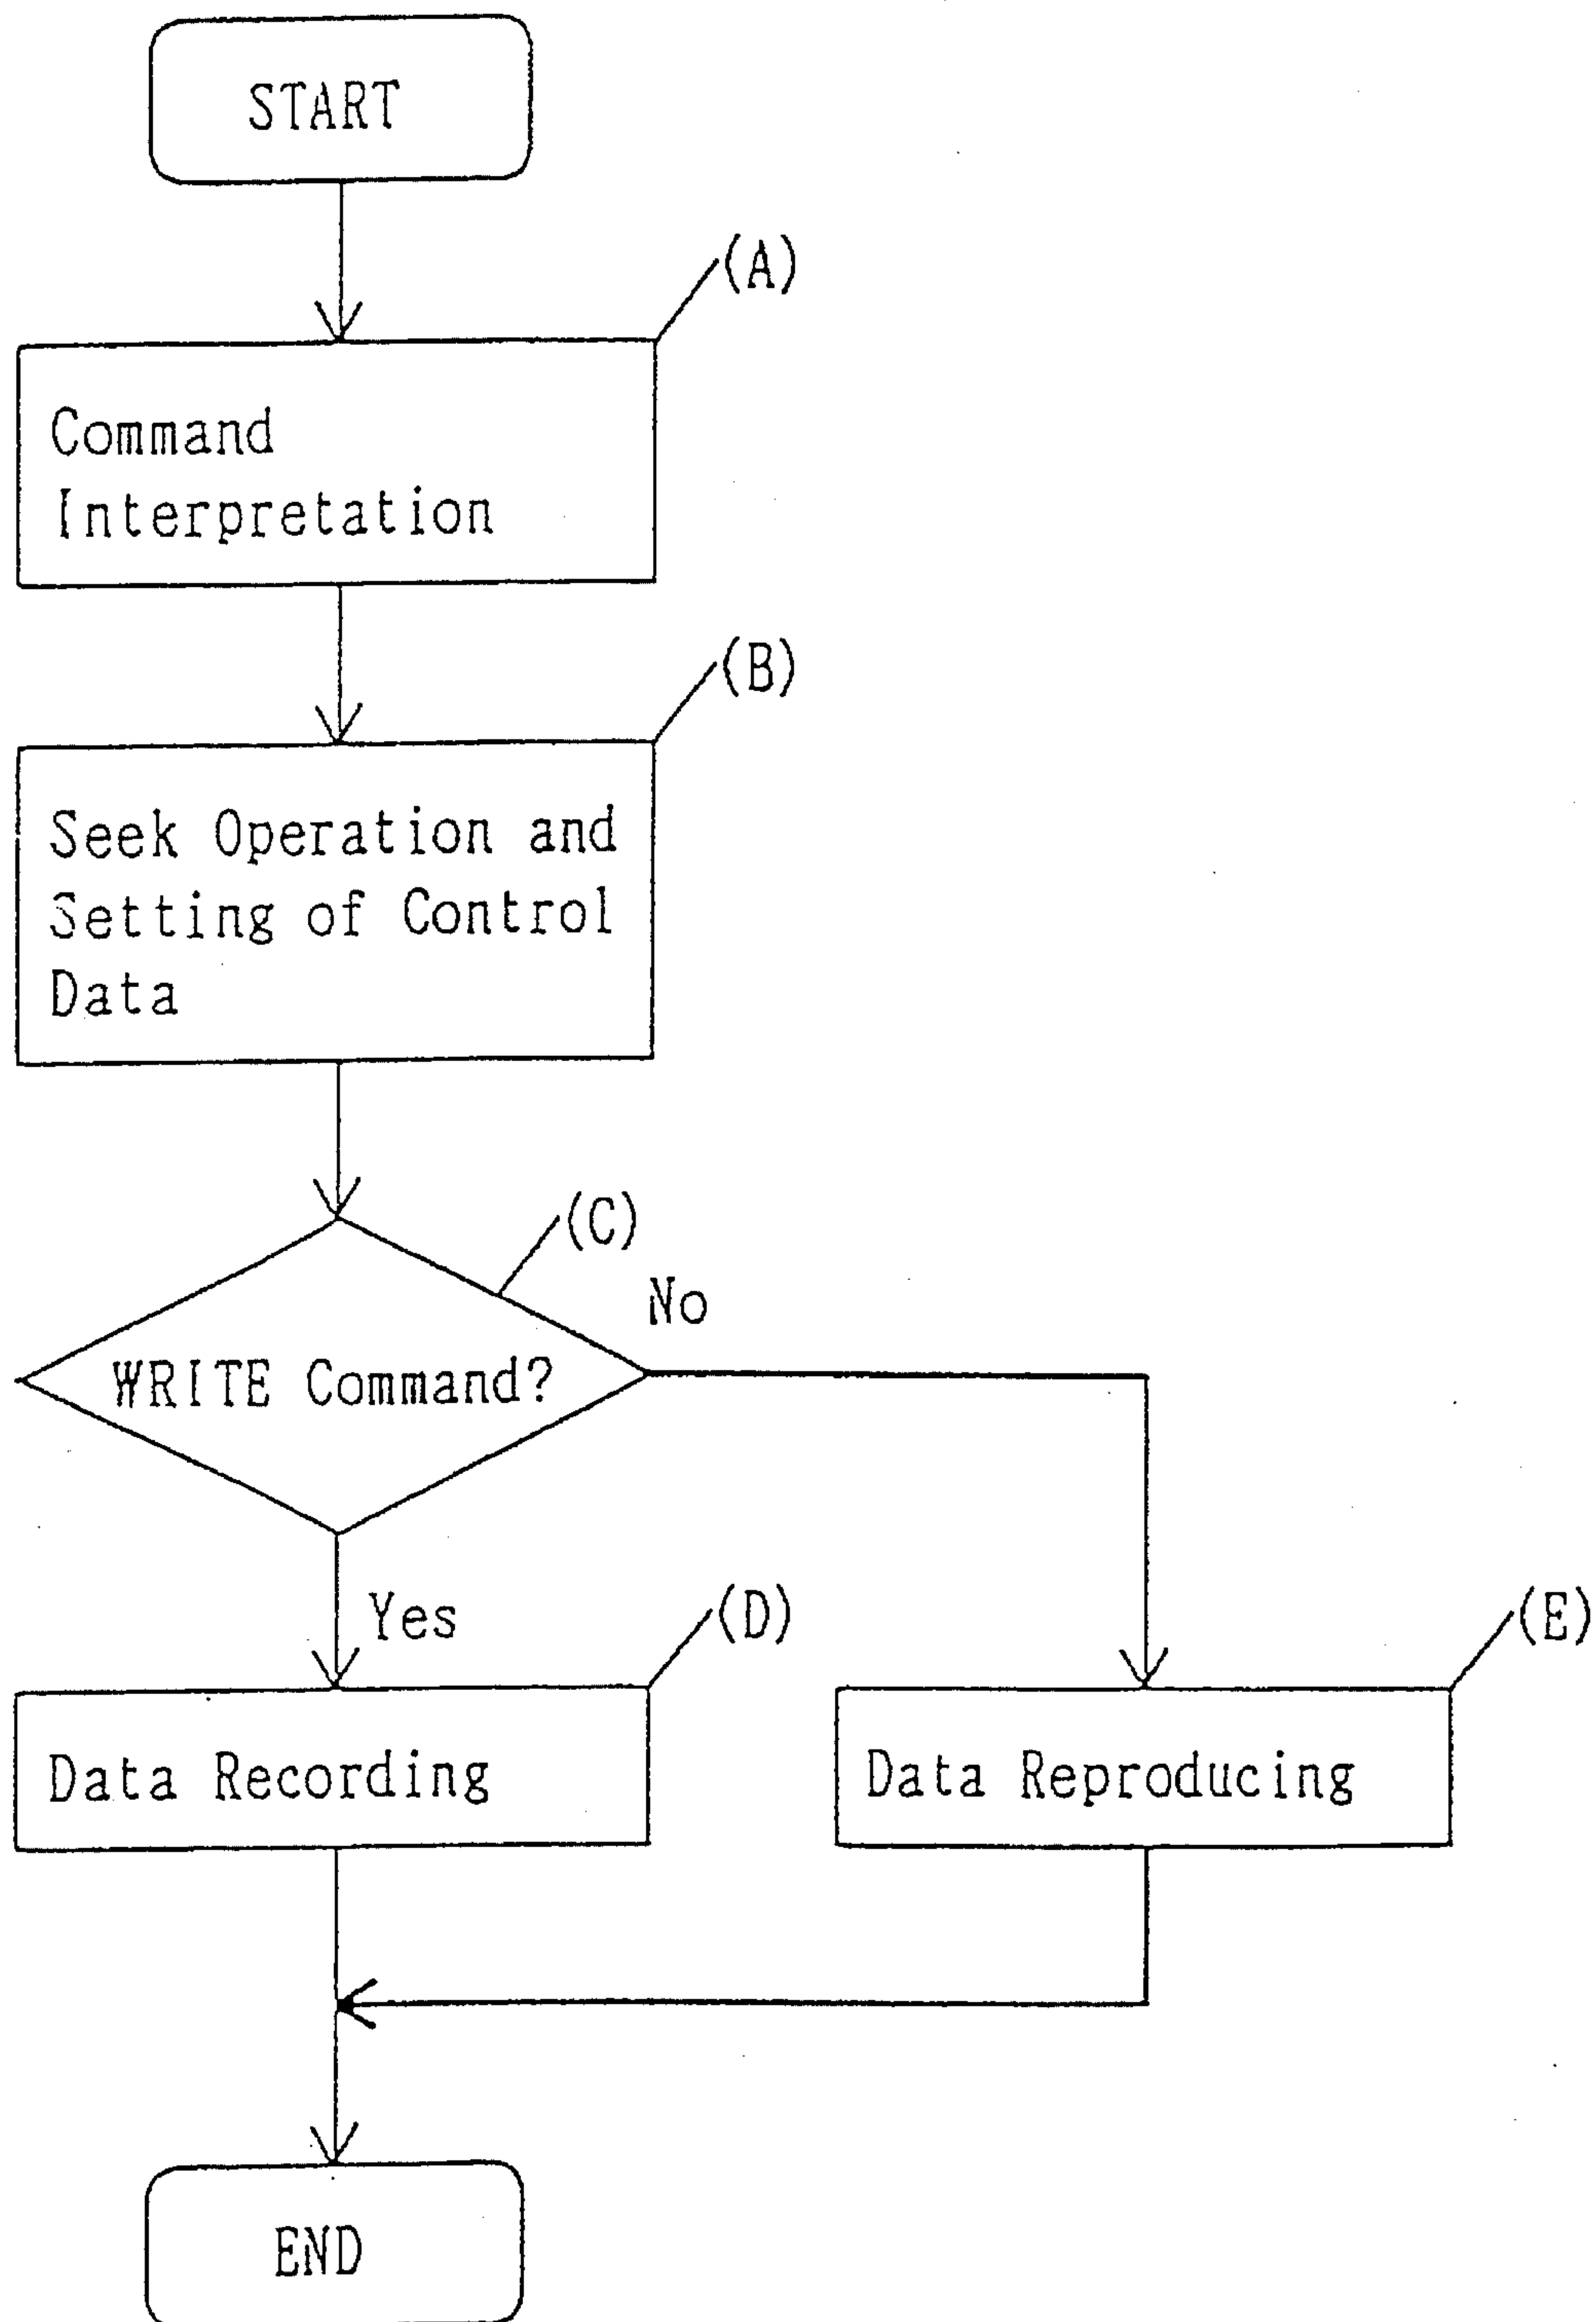 START
(A)
Command
Interpretation
(B)
Seek Operation and
Setting of Control
Data
(C)
No
WRITE Command?
Yes
(D)
(E)
Data Recording
Data Reproducing
END